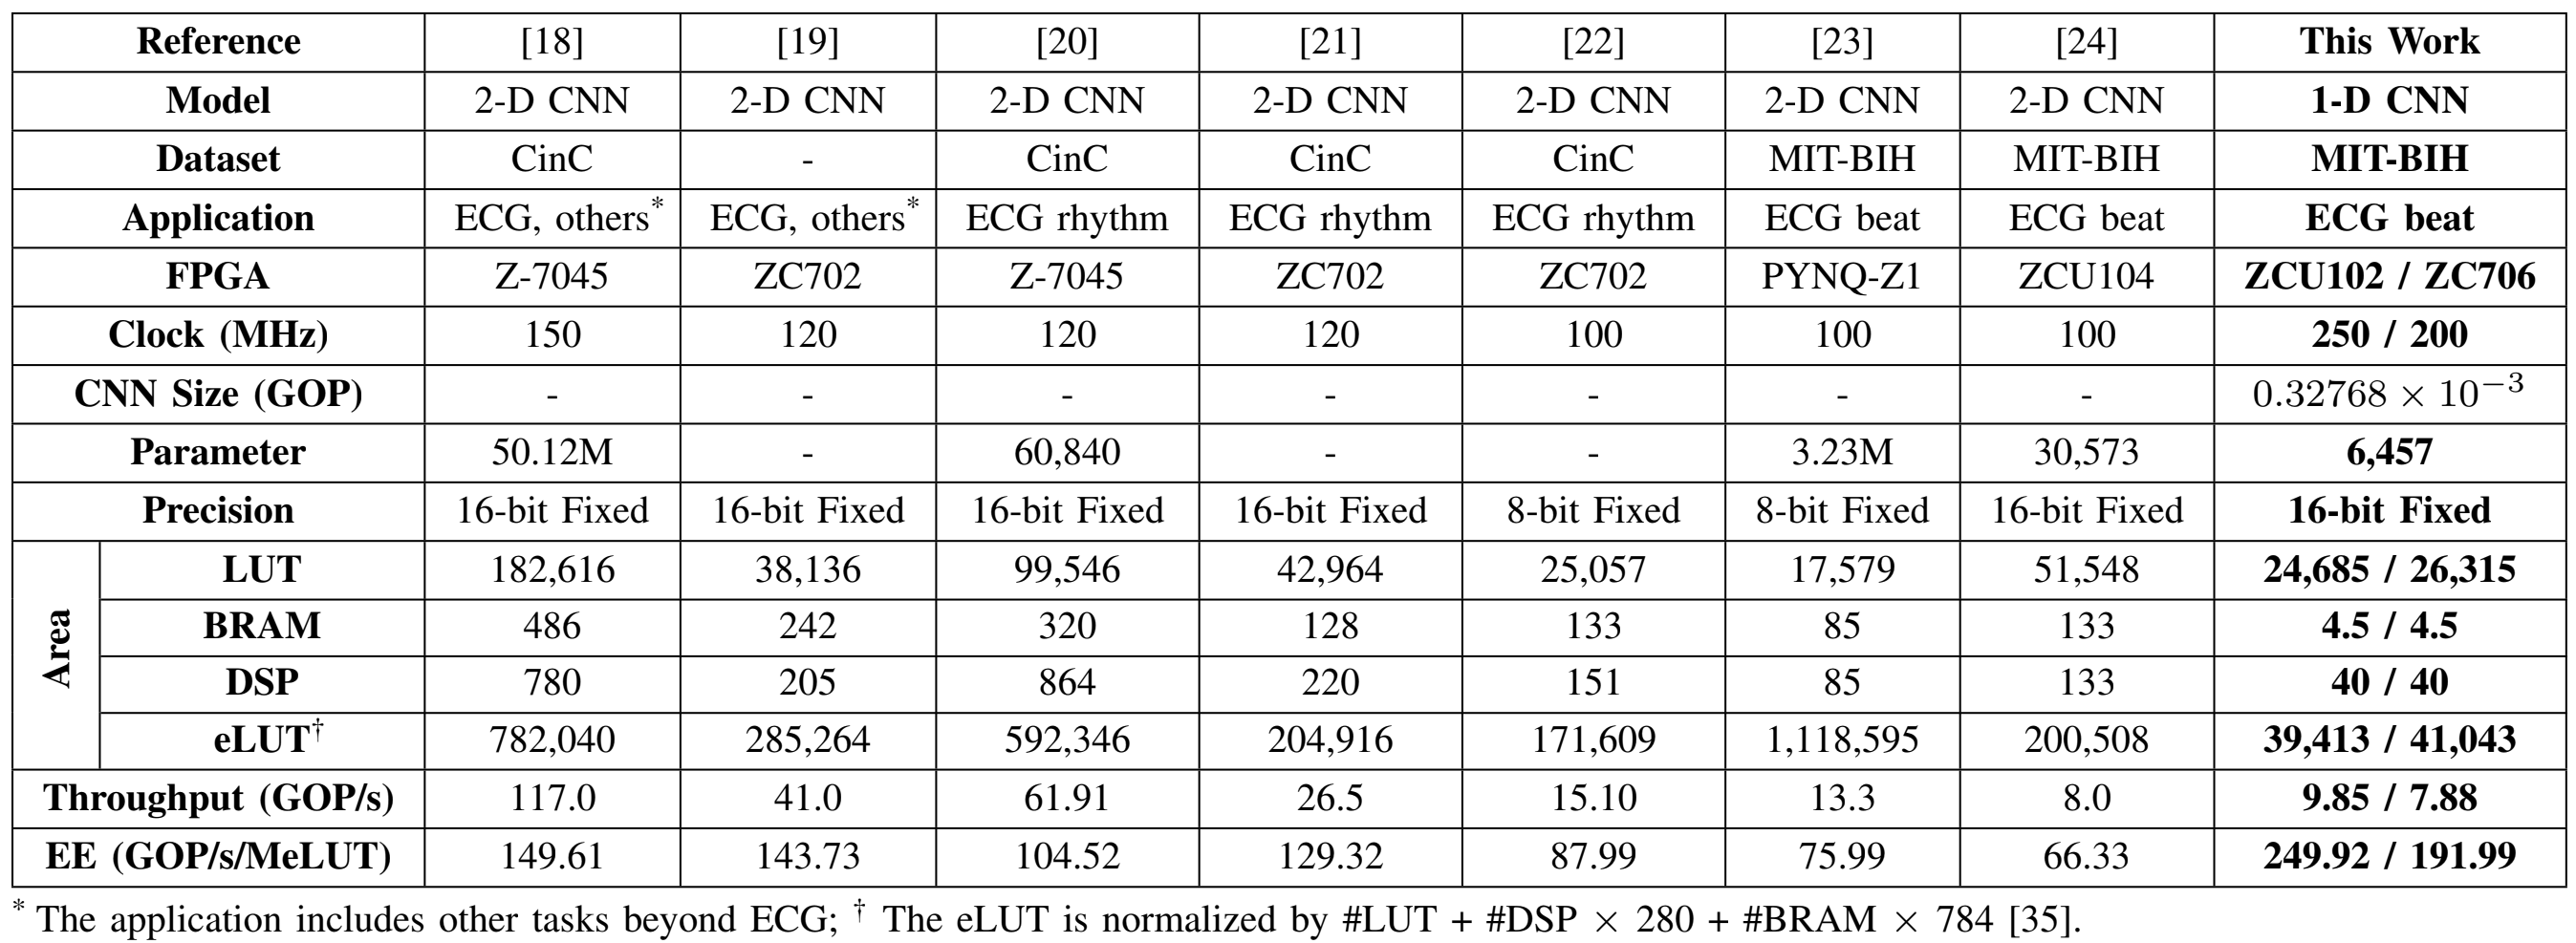 Reference [18] [19] [20] [21] [22] [23] [24] This Work
Model 2-D CNN 2-D CNN 2-D CNN 2-D CNN 2-D CNN 2-D CNN 2-D CNN 1-D CNN
Dataset CinC - CinC CinC CinC MIT-BIH MIT-BIH MIT-BIH
Application ECG, others* ECG, others* ECG rhythm ECG rhythm ECG rhythm ECG beat ECG beat ECG beat
FPGA Z-7045 ZC702 Z-7045 ZC702 ZC702 PYNQ-Z1 ZCU104 ZCU102 / ZC706
Clock (MHz) 150 120 120 120 100 100 100 250 / 200
CNN Size (GOP) - - - - - - - 0.32768 × 10⁻³
Parameter 50.12M - 60,840 - - 3.23M 30,573 6,457
Precision 16-bit Fixed 16-bit Fixed 16-bit Fixed 16-bit Fixed 8-bit Fixed 8-bit Fixed 16-bit Fixed 16-bit Fixed
Area
LUT 182,616 38,136 99,546 42,964 25,057 17,579 51,548 24,685 / 26,315
BRAM 486 242 320 128 133 85 133 4.5 / 4.5
DSP 780 205 864 220 151 85 133 40 / 40
eLUT† 782,040 285,264 592,346 204,916 171,609 1,118,595 200,508 39,413 / 41,043
Throughput (GOP/s) 117.0 41.0 61.91 26.5 15.10 13.3 8.0 9.85 / 7.88
EE (GOP/s/MeLUT) 149.61 143.73 104.52 129.32 87.99 75.99 66.33 249.92 / 191.99
* The application includes other tasks beyond ECG; † The eLUT is normalized by #LUT + #DSP × 280 + #BRAM × 784 [35].